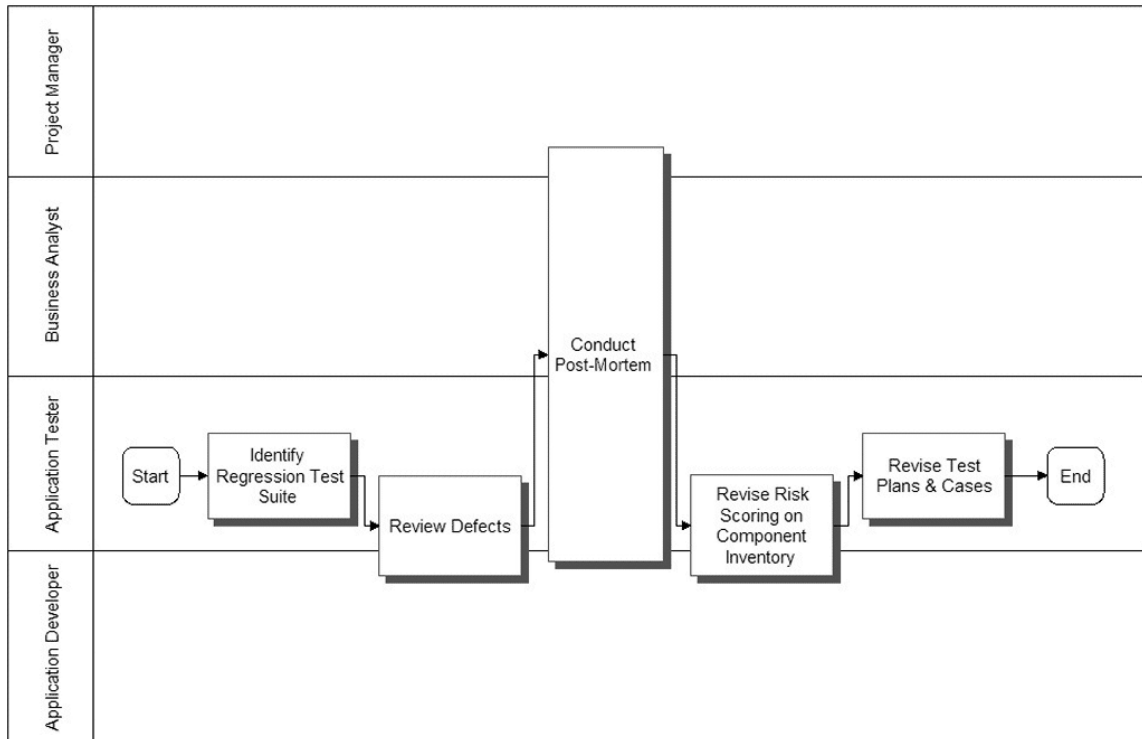 Project Manager
Business Analyst
Application Tester
Application Developer
Start
Identify
Regression Test
Suite
Review Defects
Conduct
Post-Mortem
Revise Risk
Scoring on
Component
Inventory
Revise Test
Plans & Cases
End